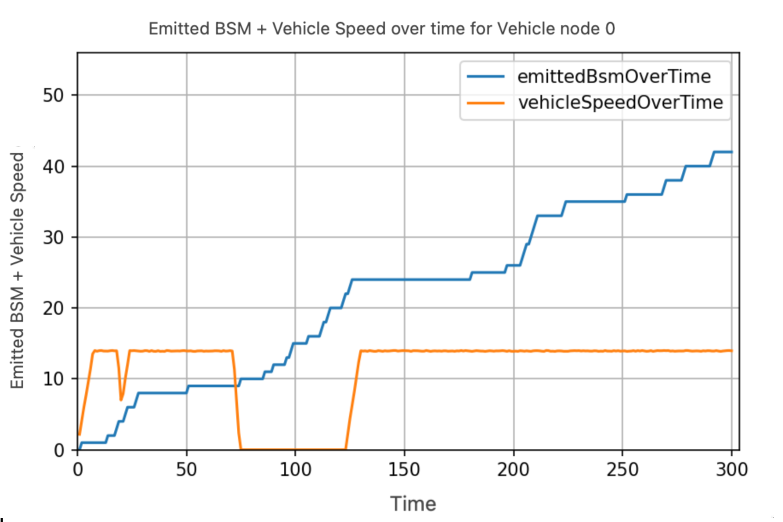 Emitted BSM + Vehicle Speed over time for Vehicle node 0
emittedBsmOverTime
vehicleSpeedOverTime
Emitted BSM + Vehicle Speed
50
40
30
20
10
0
0 50 100 150 200 250 300
Time